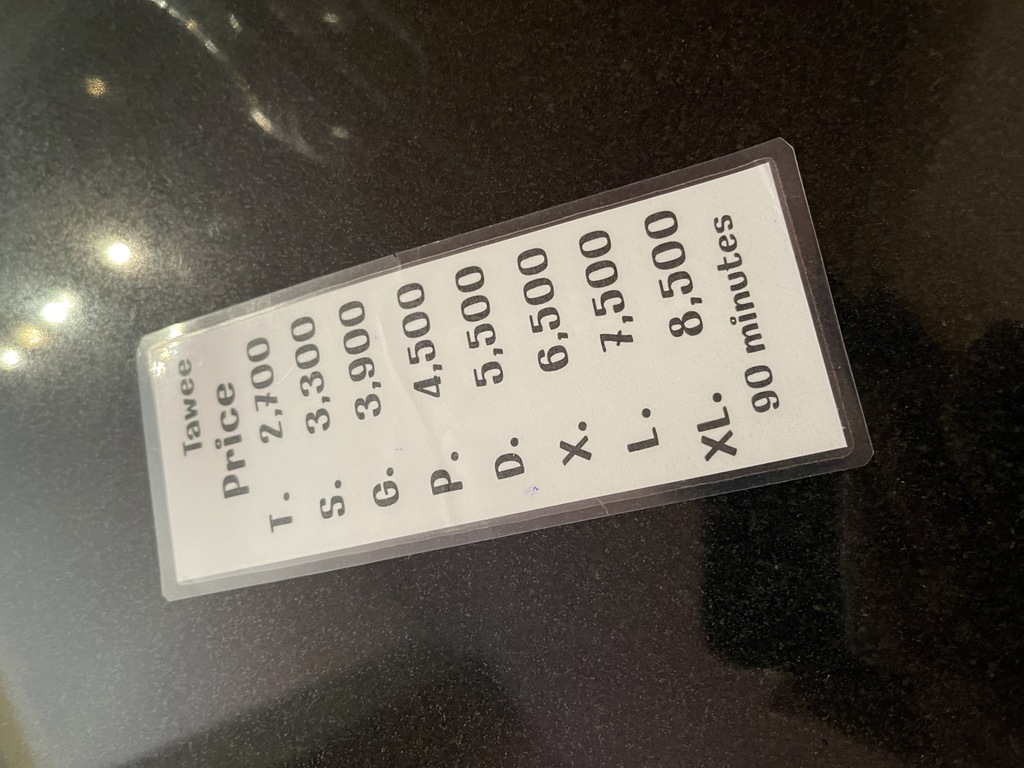 Tawee
Price
T. 2,700
S. 3,300
G. 3,900
P. 4,500
D. 5,500
X. 6,500
L. 7,500
XL. 8,500
90 minutes